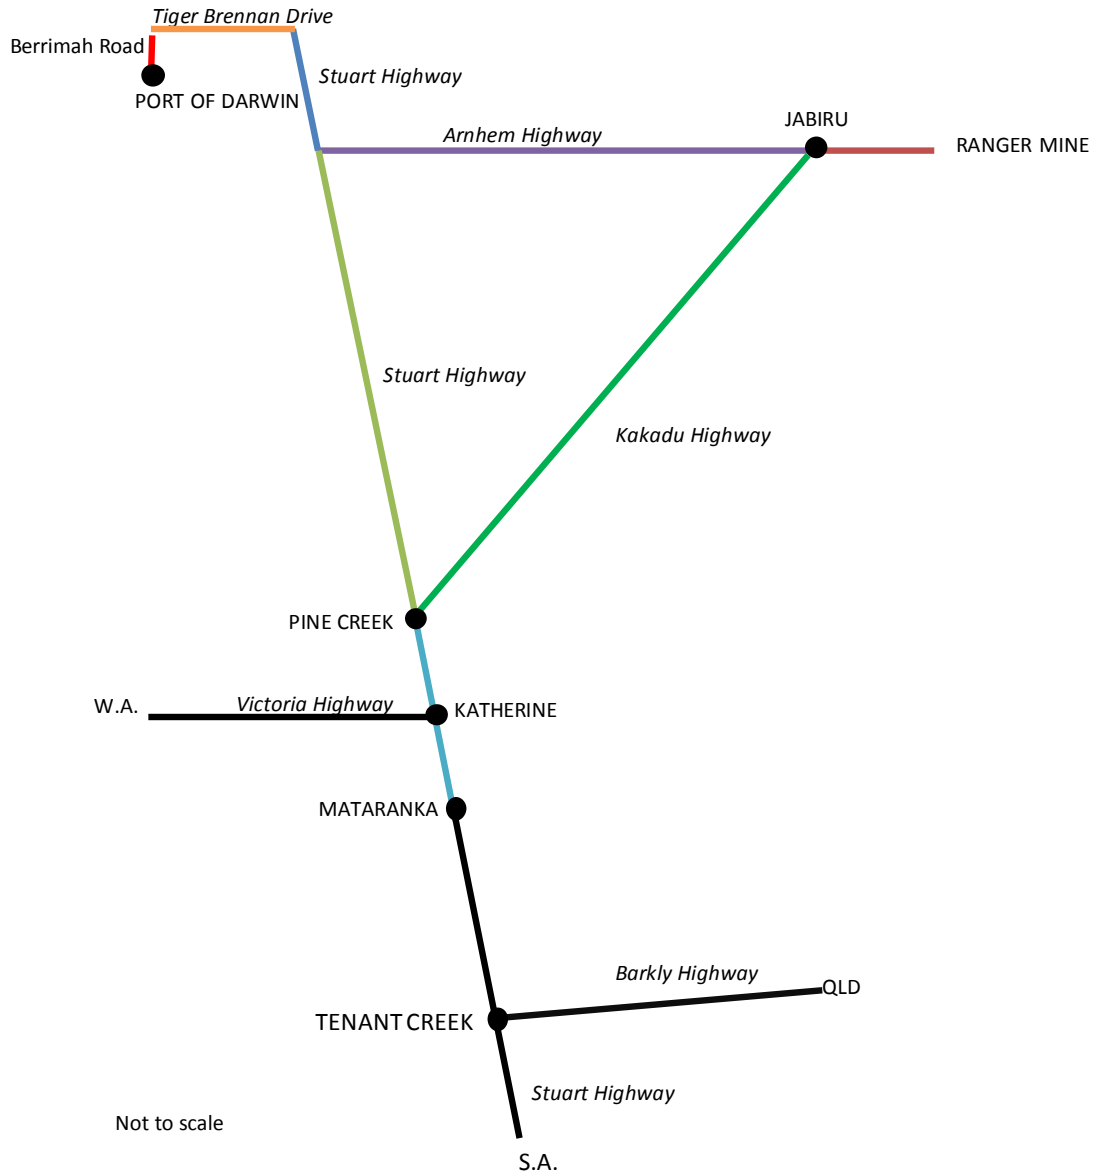 Tiger Brennan Drive
Berrimah Road
Stuart Highway
PORT OF DARWIN
JABIRU
Arnhem Highway
RANGER MINE
Stuart Highway
Kakadu Highway
PINE CREEK
W.A.
Victoria Highway
KATHERINE
MATARANKA
Barkly Highway
QLD
TENANT CREEK
Stuart Highway
Not to scale
S.A.